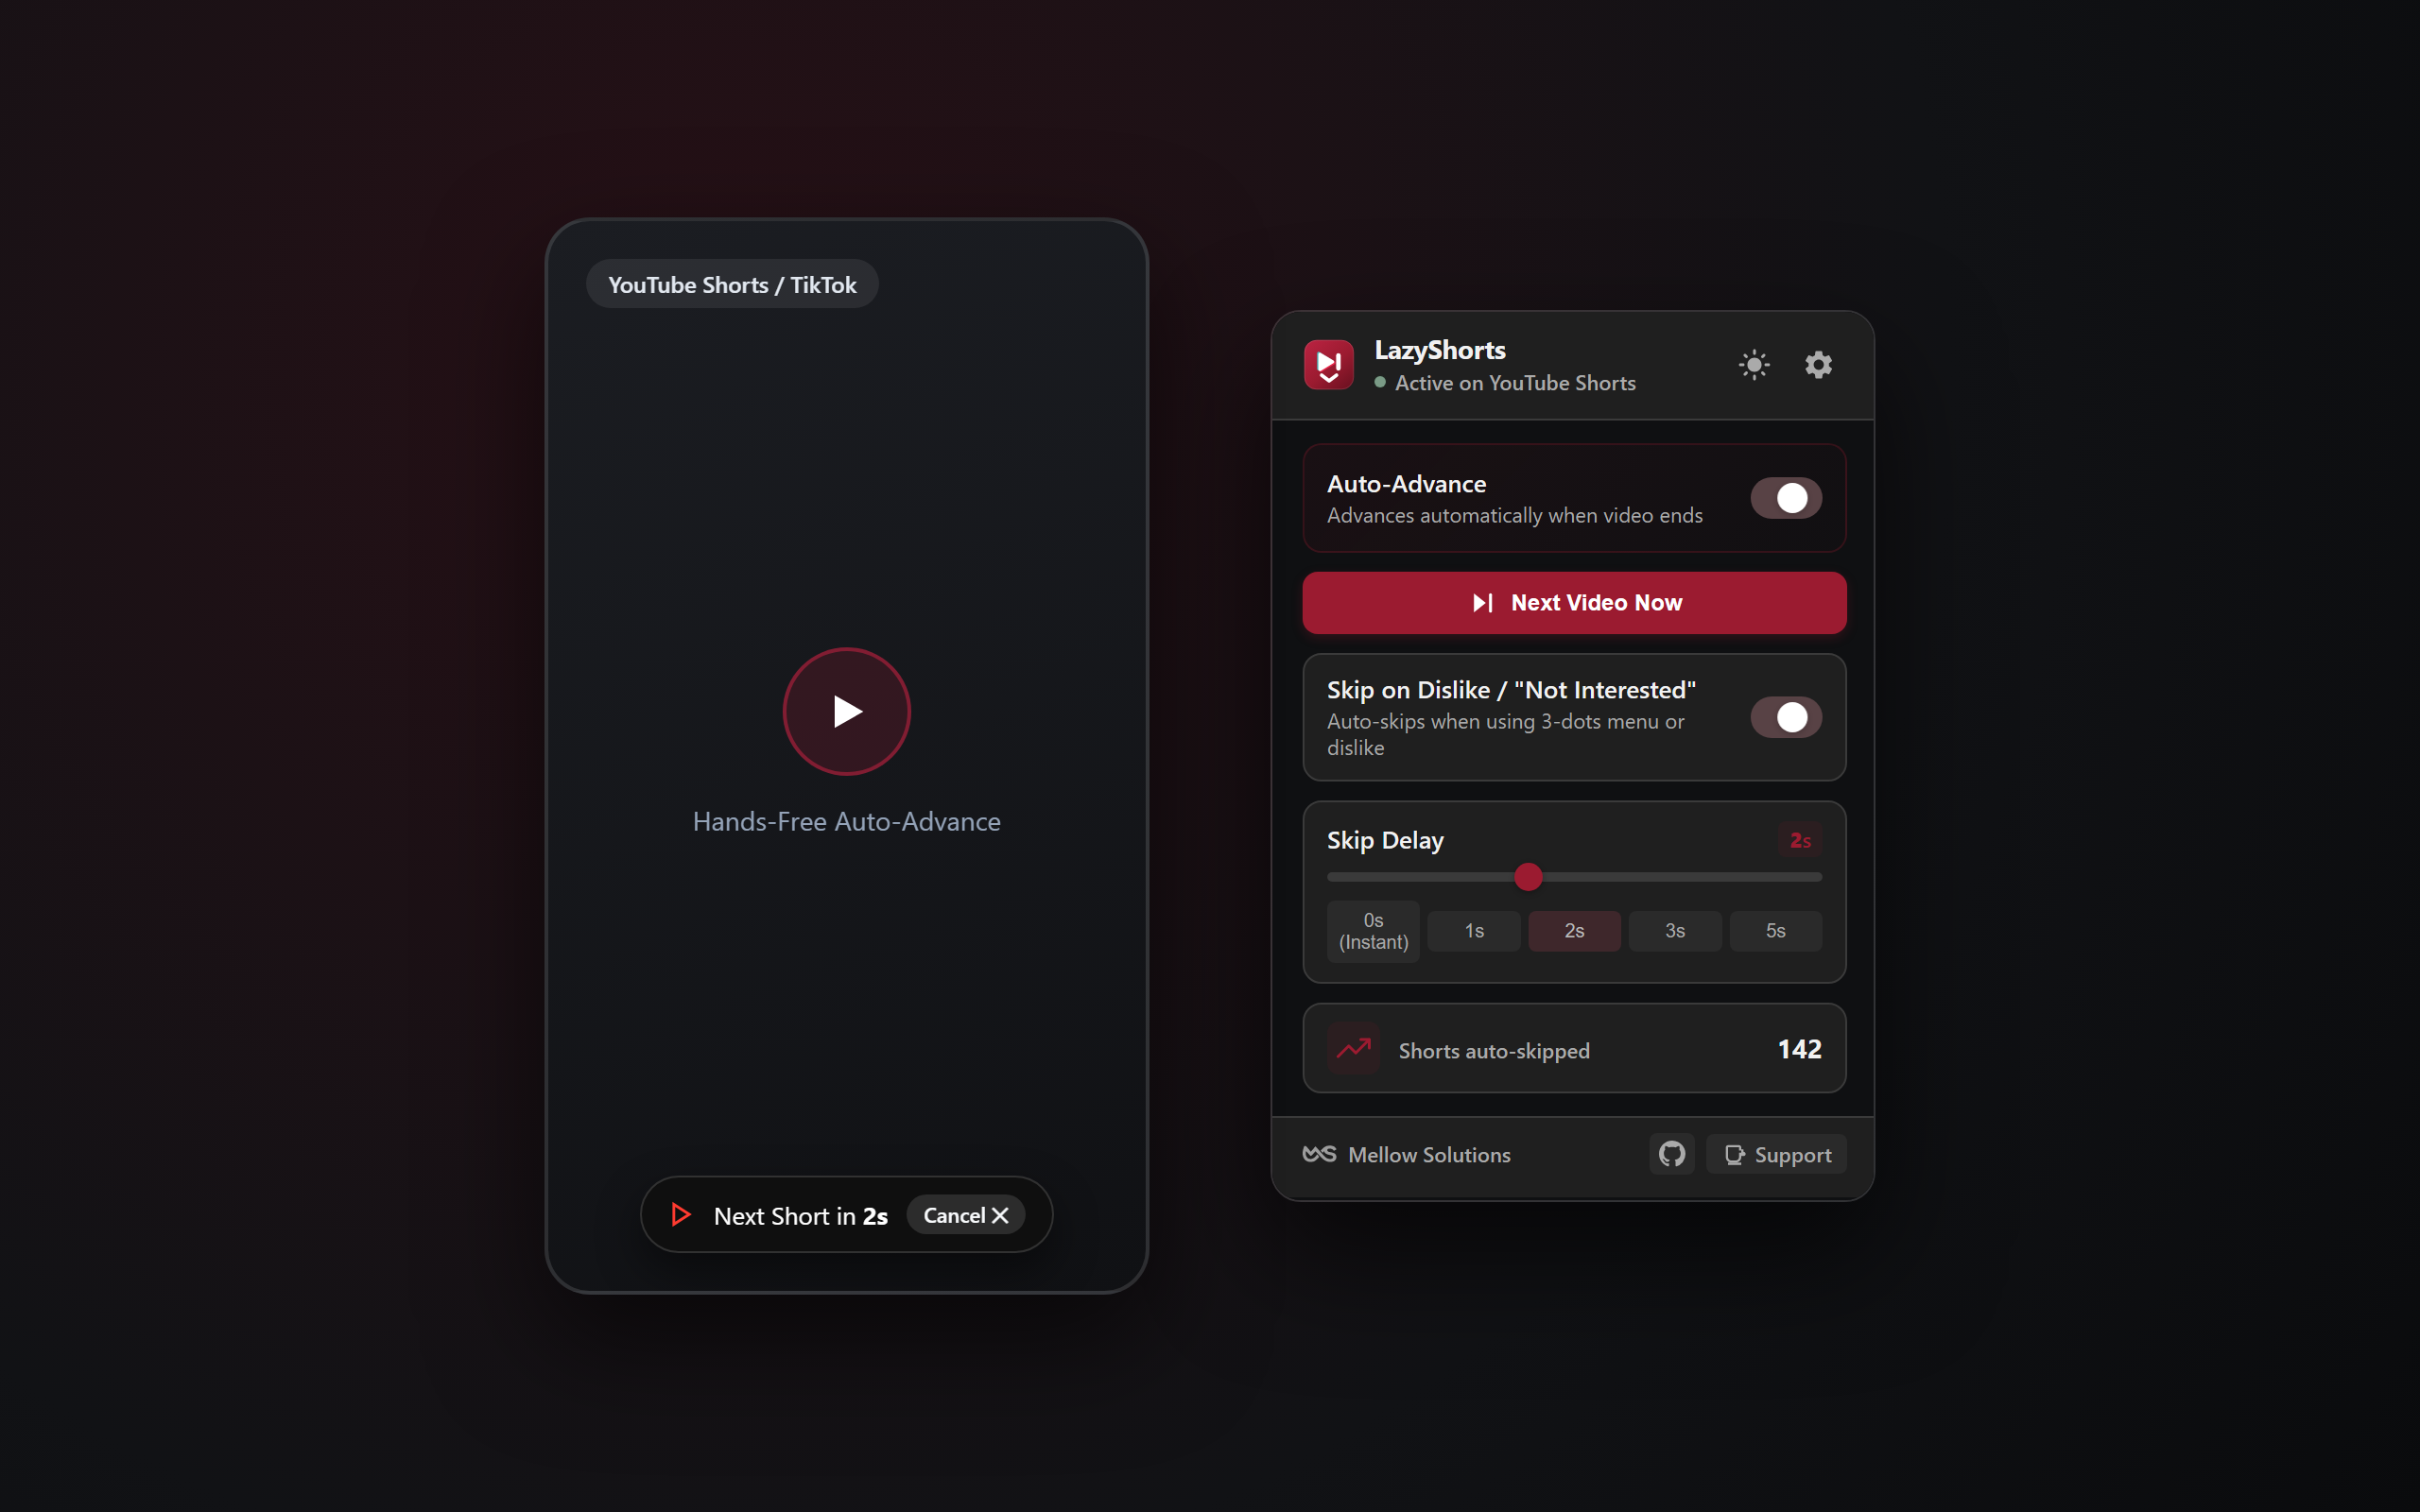 YouTube Shorts / TikTok
Hands-Free Auto-Advance
Next Short in 2s
Cancel
LazyShorts
Active on YouTube Shorts
Auto-Advance
Advances automatically when video ends
Next Video Now
Skip on Dislike / "Not Interested"
Auto-skips when using 3-dots menu or
dislike
Skip Delay
2s
0s
(Instant)
1s
2s
3s
5s
Shorts auto-skipped
142
Mellow Solutions
Support